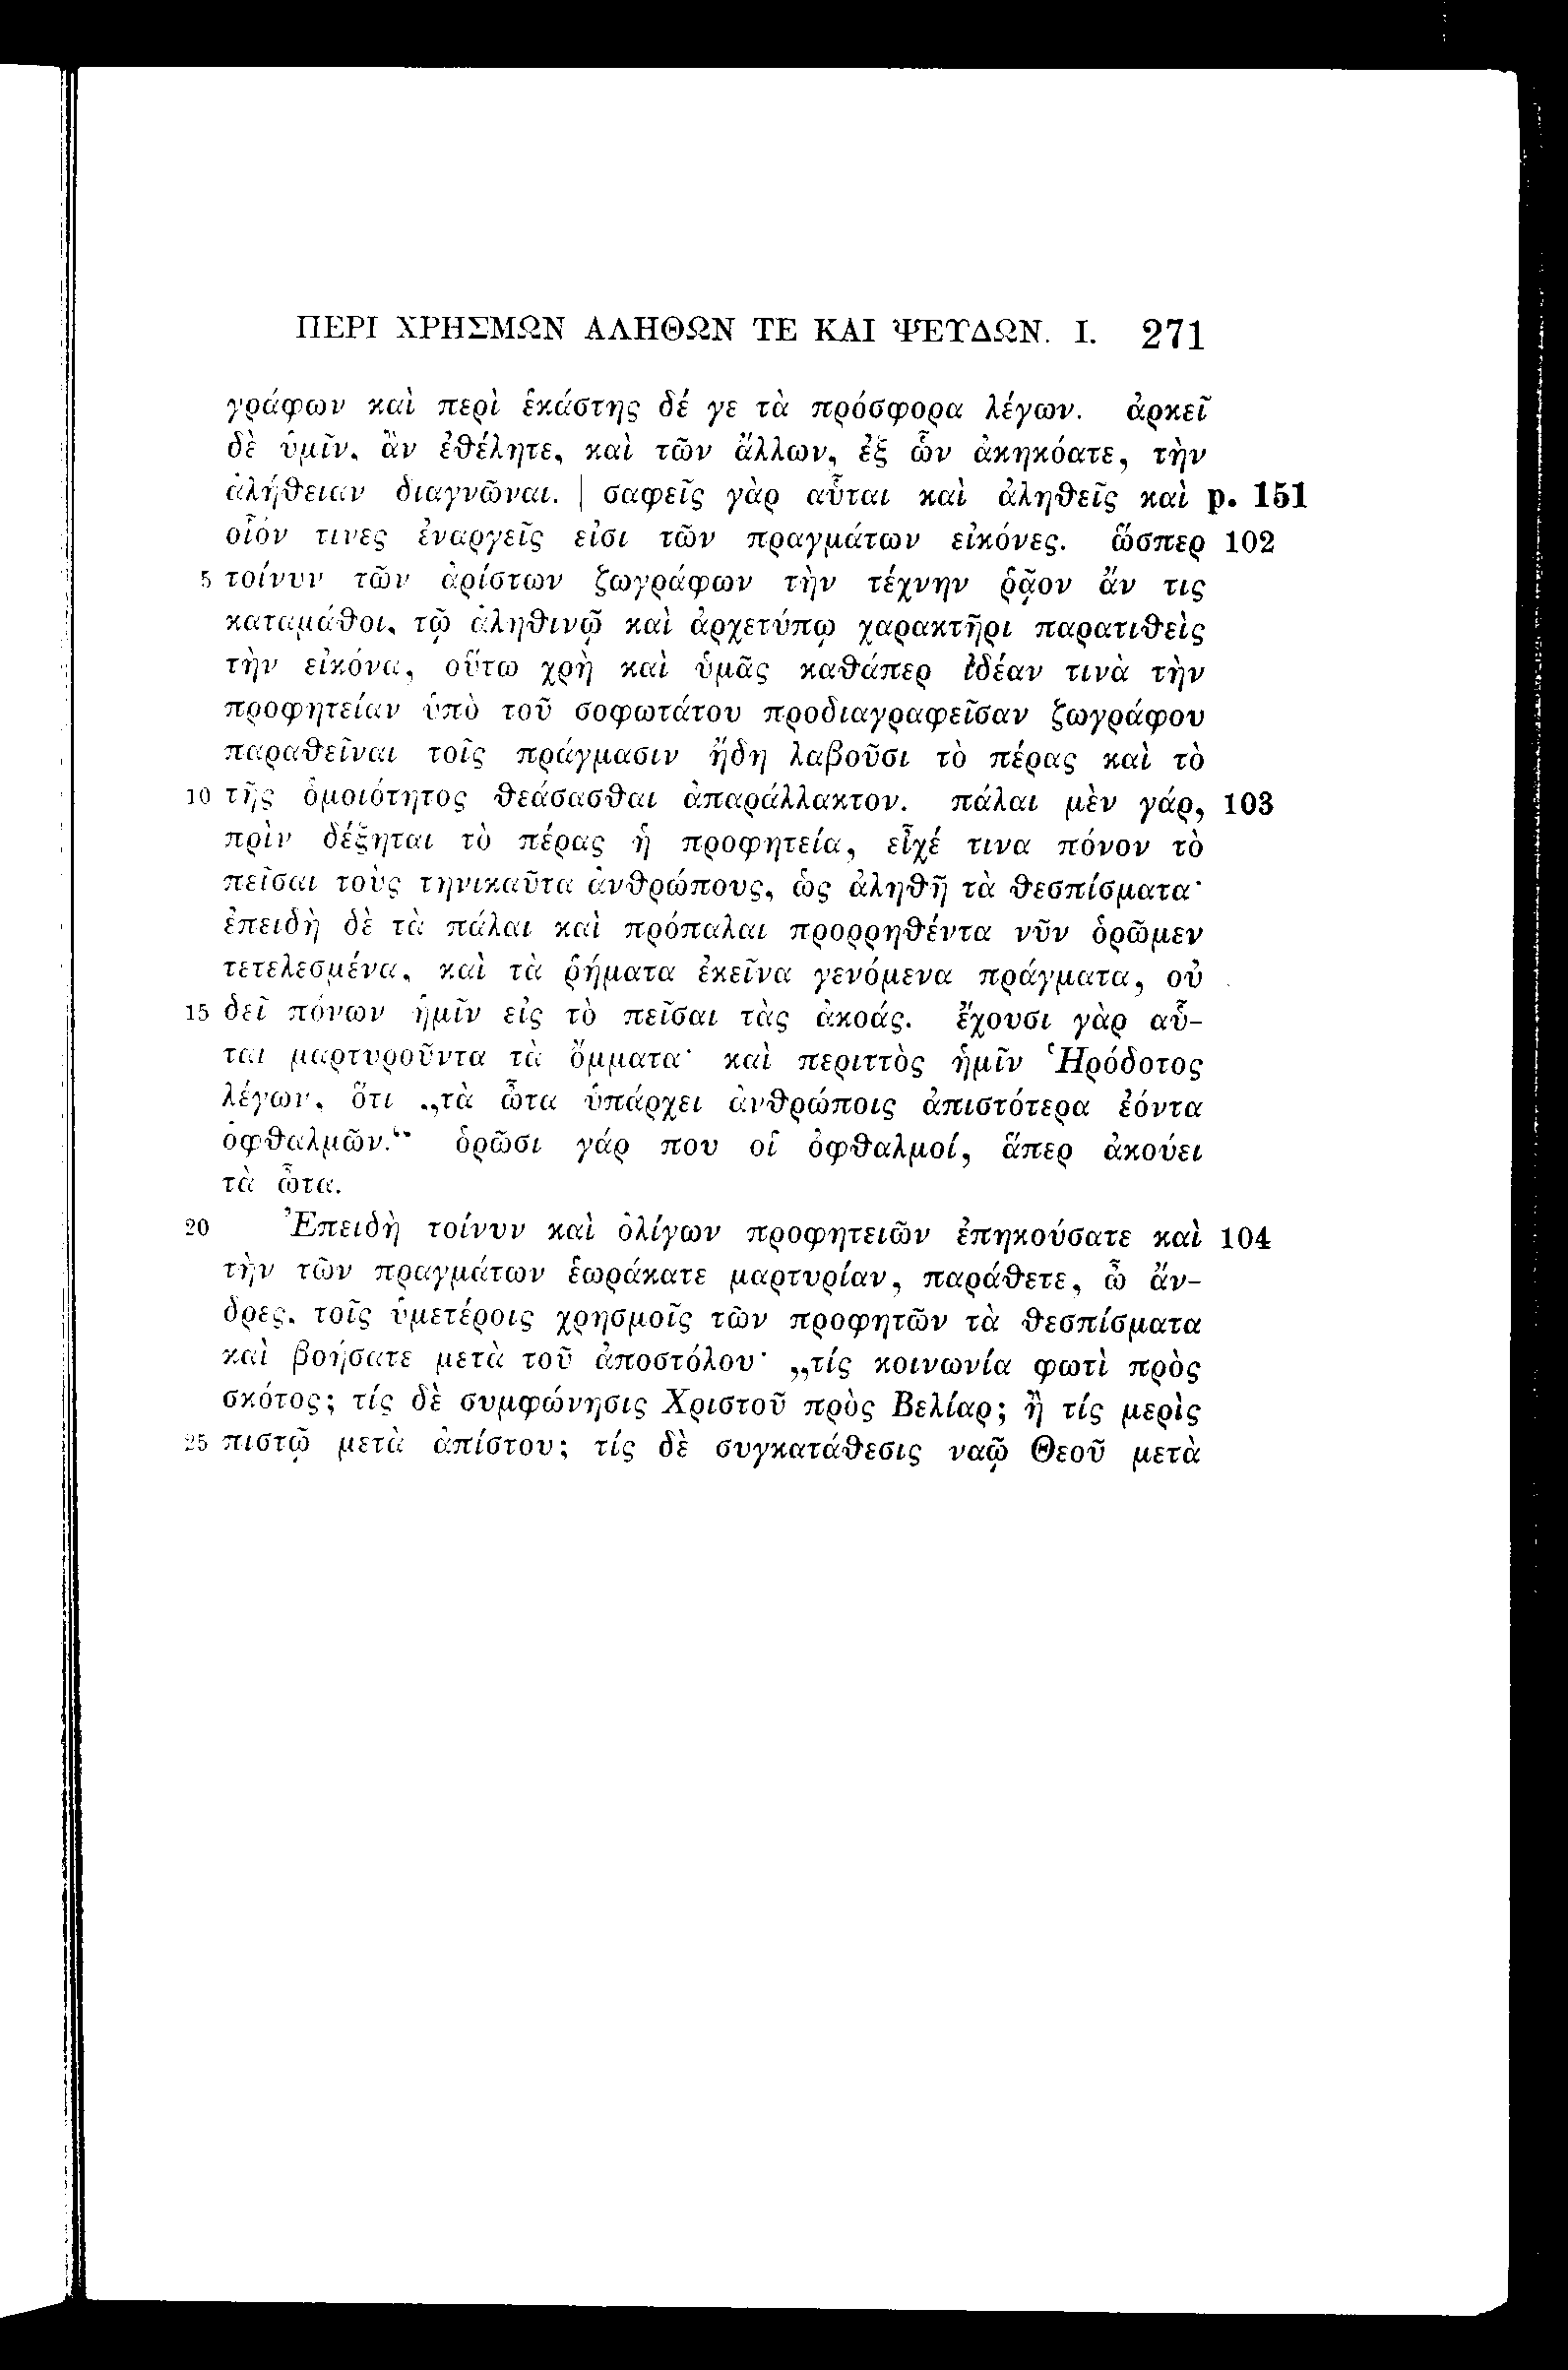 ΠΕΡΙ ΧΡΗΣΜΩΝ ΑΛΗΘΩΝ ΤΕ ΚΑΙ ΨΕΥΔΩΝ. Ι. 271
γράφων καὶ περὶ ἑκάστης δέ γε τὰ πρόσφορα λέγων. ἀρκεῖ
δὲ ὑμῖν, ἂν ἐθέλητε, καὶ τῶν ἄλλων, ἐξ ὧν ἀκηκόατε, τὴν
ἀλήθειαν διαγνῶναι. | σαφεῖς γὰρ αὗται καὶ ἀληθεῖς καὶ p. 151
οἷόν τινες ἐναργεῖς εἰσι τῶν πραγμάτων εἰκόνες. ὥσπερ 102
5 τοίνυν τῶν ἀρίστων ζωγράφων τὴν τέχνην ῥᾷον ἄν τις
καταμάθοι, τῷ ἀληθινῷ καὶ ἀρχετύπῳ χαρακτῆρι παρατιθεὶς
τὴν εἰκόνα, οὕτω χρὴ καὶ ὑμᾶς καθάπερ ἰδέαν τινὰ τὴν
προφητείαν ὑπὸ τοῦ σοφωτάτου προδιαγραφεῖσαν ζωγράφου
παραθεῖναι τοῖς πράγμασιν ἤδη λαβοῦσι τὸ πέρας καὶ τὸ
10 τῆς ὁμοιότητος θεάσασθαι ἀπαράλλακτον. πάλαι μὲν γάρ, 103
πρὶν δέξηται τὸ πέρας ἡ προφητεία, εἶχέ τινα πόνον τὸ
πεῖσαι τοὺς τηνικαῦτα ἀνθρώπους, ὡς ἀληθῆ τὰ θεσπίσματα·
ἐπειδὴ δὲ τὰ πάλαι καὶ πρόπαλαι προρρηθέντα νῦν ὁρῶμεν
τετελεσμένα, καὶ τὰ ῥήματα ἐκεῖνα γενόμενα πράγματα, οὐ
15 δεῖ πόνων ἡμῖν εἰς τὸ πεῖσαι τὰς ἀκοάς. ἔχουσι γὰρ αὗ-
ται μαρτυροῦντα τὰ ὄμματα· καὶ περιττὸς ἡμῖν Ἡρόδοτος
λέγων, ὅτι „τὰ ὦτα ὑπάρχει ἀνθρώποις ἀπιστότερα ἐόντα
ὀφθαλμῶν.“ ὁρῶσι γάρ που οἱ ὀφθαλμοί, ἅπερ ἀκούει
τὰ ὦτα.
20 Ἐπειδὴ τοίνυν καὶ ὀλίγων προφητειῶν ἐπηκούσατε καὶ 104
τὴν τῶν πραγμάτων ἑωράκατε μαρτυρίαν, παράθετε, ὦ ἄν-
δρες, τοῖς ὑμετέροις χρησμοῖς τῶν προφητῶν τὰ θεσπίσματα
καὶ βοήσατε μετὰ τοῦ ἀποστόλου· „τίς κοινωνία φωτὶ πρὸς
σκότος; τίς δὲ συμφώνησις Χριστοῦ πρὸς Βελίαρ; ἢ τίς μερὶς
25 πιστῷ μετὰ ἀπίστου; τίς δὲ συγκατάθεσις ναῷ Θεοῦ μετὰ